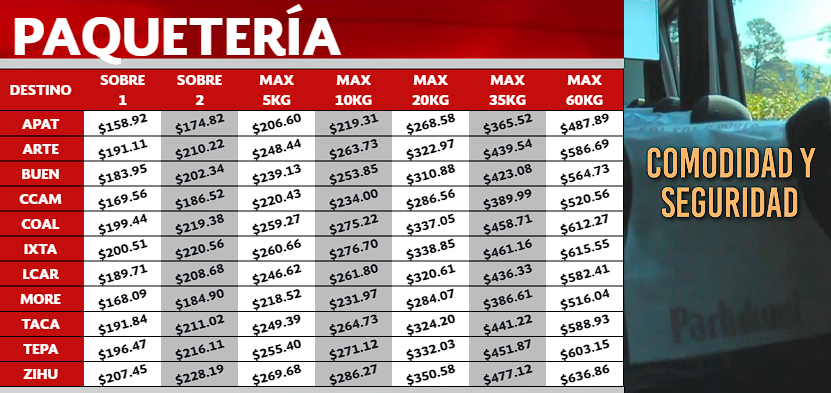 PAQUETERÍA
DESTINO SOBRE 1 SOBRE 2 MAX 5KG MAX 10KG MAX 20KG MAX 35KG MAX 60KG
APAT $158.92 $174.82 $206.60 $219.31 $268.58 $365.52 $487.89
ARTE $191.11 $210.22 $248.44 $263.73 $322.97 $439.54 $586.69
BUEN $183.95 $202.34 $239.13 $253.85 $310.88 $423.08 $564.73
CCAM $169.56 $186.52 $220.43 $234.00 $286.56 $389.99 $520.56
COAL $199.44 $219.38 $259.27 $275.22 $337.05 $458.71 $612.27
IXTA $200.51 $220.56 $260.66 $276.70 $338.85 $461.16 $615.55
LCAR $189.71 $208.68 $246.62 $261.80 $320.61 $436.33 $582.41
MORE $168.09 $184.90 $218.52 $231.97 $284.07 $386.61 $516.04
TACA $191.84 $211.02 $249.39 $264.73 $324.20 $441.22 $588.93
TEPA $196.47 $216.11 $255.40 $271.12 $332.03 $451.87 $603.15
ZIHU $207.45 $228.19 $269.68 $286.27 $350.58 $477.12 $636.86
COMODIDAD Y
SEGURIDAD